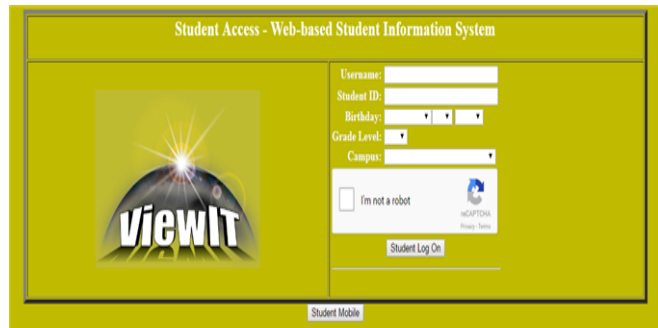 Student Access - Web-based Student Information System
ViewIT
Username:
Student ID:
Birthday:
Grade Level:
Campus:
I'm not a robot
reCAPTCHA
Privacy - Terms
Student Log On
Student Mobile